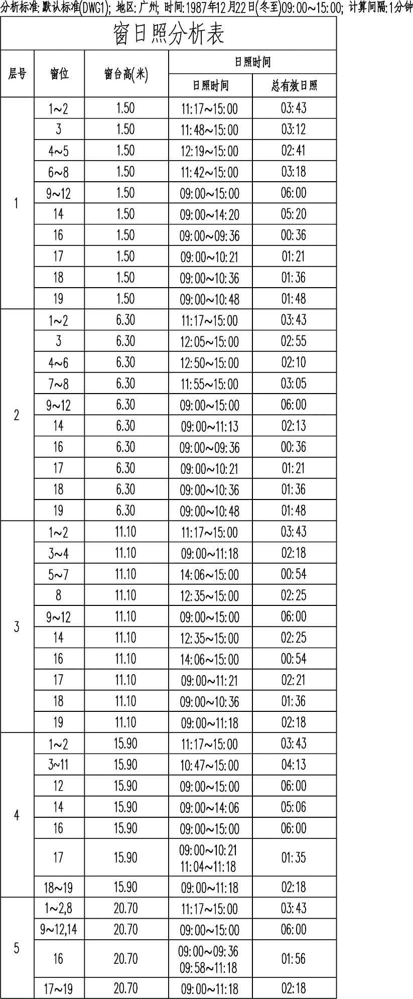 分析标准:默认标准(DWG1); 地区:广州; 时间:1987年12月22日(冬至)09:00~15:00; 计算间隔:1分钟
窗日照分析表
层号 窗位 窗台高(米) 日照时间
日照时间 总有效日照
1
1~2 1.50 11:17~15:00 03:43
3 1.50 11:48~15:00 03:12
4~5 1.50 12:19~15:00 02:41
6~8 1.50 11:42~15:00 03:18
9~12 1.50 09:00~15:00 06:00
14 1.50 09:00~14:20 05:20
16 1.50 09:00~09:36 00:36
17 1.50 09:00~10:21 01:21
18 1.50 09:00~10:36 01:36
19 1.50 09:00~10:48 01:48
2
1~2 6.30 11:17~15:00 03:43
3 6.30 12:05~15:00 02:55
4~6 6.30 12:50~15:00 02:10
7~8 6.30 11:55~15:00 03:05
9~12 6.30 09:00~15:00 06:00
14 6.30 09:00~11:13 02:13
16 6.30 09:00~09:36 00:36
17 6.30 09:00~10:21 01:21
18 6.30 09:00~10:36 01:36
19 6.30 09:00~10:48 01:48
3
1~2 11.10 11:17~15:00 03:43
3~4 11.10 09:00~11:18 02:18
5~7 11.10 14:06~15:00 00:54
8 11.10 12:35~15:00 02:25
9~12 11.10 09:00~15:00 06:00
14 11.10 12:35~15:00 02:25
16 11.10 14:06~15:00 00:54
17 11.10 09:00~11:21 02:21
18 11.10 09:00~10:36 01:36
19 11.10 09:00~11:18 02:18
4
1~2 15.90 11:17~15:00 03:43
3~11 15.90 10:47~15:00 04:13
12 15.90 09:00~15:00 06:00
14 15.90 09:00~14:06 05:06
16 15.90 09:00~15:00 06:00
17 15.90 09:00~10:21 01:35
11:04~11:18
18~19 15.90 09:00~11:18 02:18
5
1~2,8 20.70 11:17~15:00 03:43
9~12,14 20.70 09:00~15:00 06:00
16 20.70 09:00~09:36 01:56
09:58~11:18
17~19 20.70 09:00~11:18 02:18